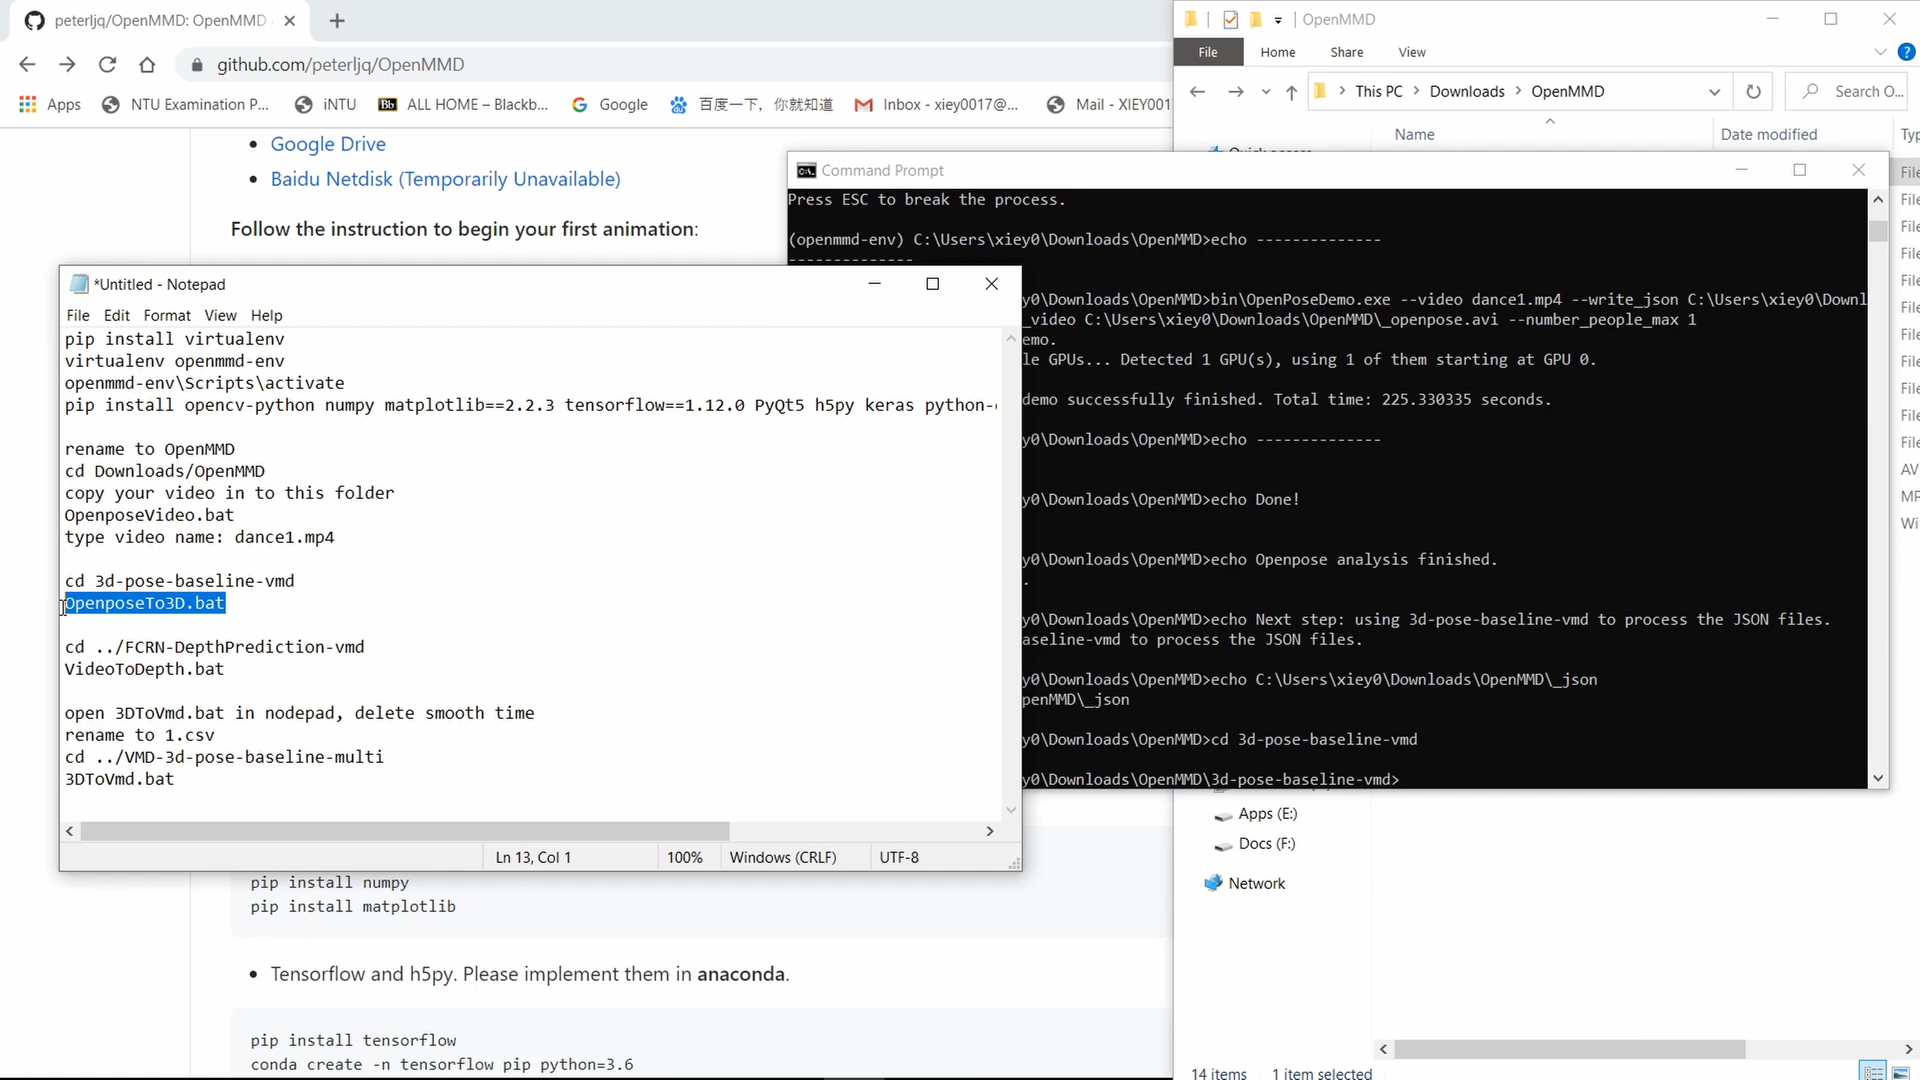 peterljq/OpenMMD: OpenMMD
github.com/peterljq/OpenMMD
Apps
NTU Examination P...
iNTU
Bb
ALL HOME – Blackb...
Google
百度一下，你就知道
Inbox - xiey0017@...
Mail - XIEY001
Google Drive
Baidu Netdisk (Temporarily Unavailable)
Follow the instruction to begin your first animation:
*Untitled - Notepad
File Edit Format View Help
pip install virtualenv
virtualenv openmmd-env
openmmd-env\Scripts\activate
pip install opencv-python numpy matplotlib==2.2.3 tensorflow==1.12.0 PyQt5 h5py keras python-
rename to OpenMMD
cd Downloads/OpenMMD
copy your video in to this folder
OpenposeVideo.bat
type video name: dance1.mp4
cd 3d-pose-baseline-vmd
OpenposeTo3D.bat
cd ../FCRN-DepthPrediction-vmd
VideoToDepth.bat
open 3DToVmd.bat in nodepad, delete smooth time
rename to 1.csv
cd ../VMD-3d-pose-baseline-multi
3DToVmd.bat
Ln 13, Col 1
100%
Windows (CRLF)
UTF-8
pip install numpy
pip install matplotlib
Tensorflow and h5py. Please implement them in anaconda.
pip install tensorflow
conda create -n tensorflow pip python=3.6
OpenMMD
File Home Share View
This PC > Downloads > OpenMMD
Search O...
Name
Date modified
Typ
File
File
File
File
File
File
File
File
File
File
File
AV
MP
Wi
Command Prompt
Press ESC to break the process.
(openmmd-env) C:\Users\xiey0\Downloads\OpenMMD>echo --------------
--------------
y0\Downloads\OpenMMD>bin\OpenPoseDemo.exe --video dance1.mp4 --write_json C:\Users\xiey0\Downl
_video C:\Users\xiey0\Downloads\OpenMMD\_openpose.avi --number_people_max 1
emo.
le GPUs... Detected 1 GPU(s), using 1 of them starting at GPU 0.
demo successfully finished. Total time: 225.330335 seconds.
y0\Downloads\OpenMMD>echo --------------
y0\Downloads\OpenMMD>echo Done!
y0\Downloads\OpenMMD>echo Openpose analysis finished.
.
y0\Downloads\OpenMMD>echo Next step: using 3d-pose-baseline-vmd to process the JSON files.
aseline-vmd to process the JSON files.
y0\Downloads\OpenMMD>echo C:\Users\xiey0\Downloads\OpenMMD\_json
penMMD\_json
y0\Downloads\OpenMMD>cd 3d-pose-baseline-vmd
y0\Downloads\OpenMMD\3d-pose-baseline-vmd>
Apps (E:)
Docs (F:)
Network
14 items
1 item selected